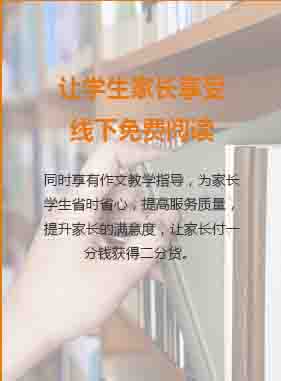 让学生家长享受
线下免费阅读
同时享有作文教学指导，为家长
学生省时省心，提高服务质量，
提升家长的满意度，让家长付一
分钱获得二分货。